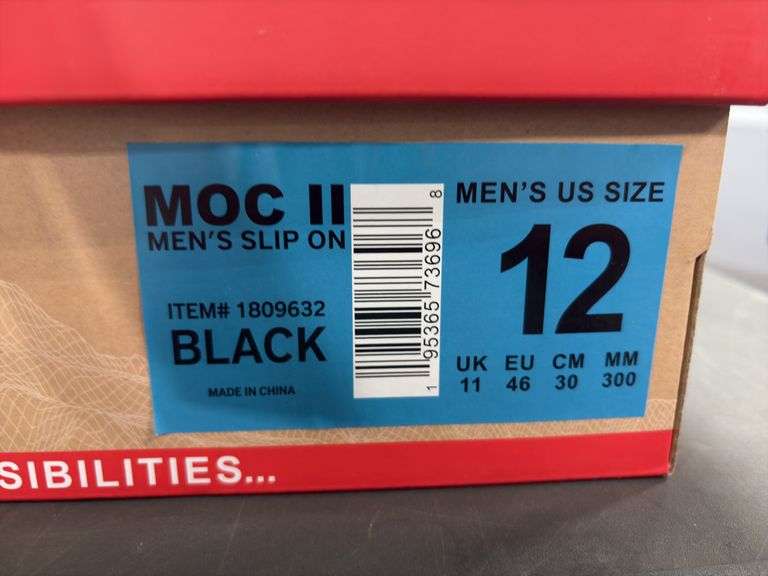 MOC II
MEN'S SLIP ON
ITEM# 1809632
BLACK
MADE IN CHINA
1 95365 73696 8
MEN'S US SIZE
12
UK EU CM MM
11 46 30 300
SIBILITIES...